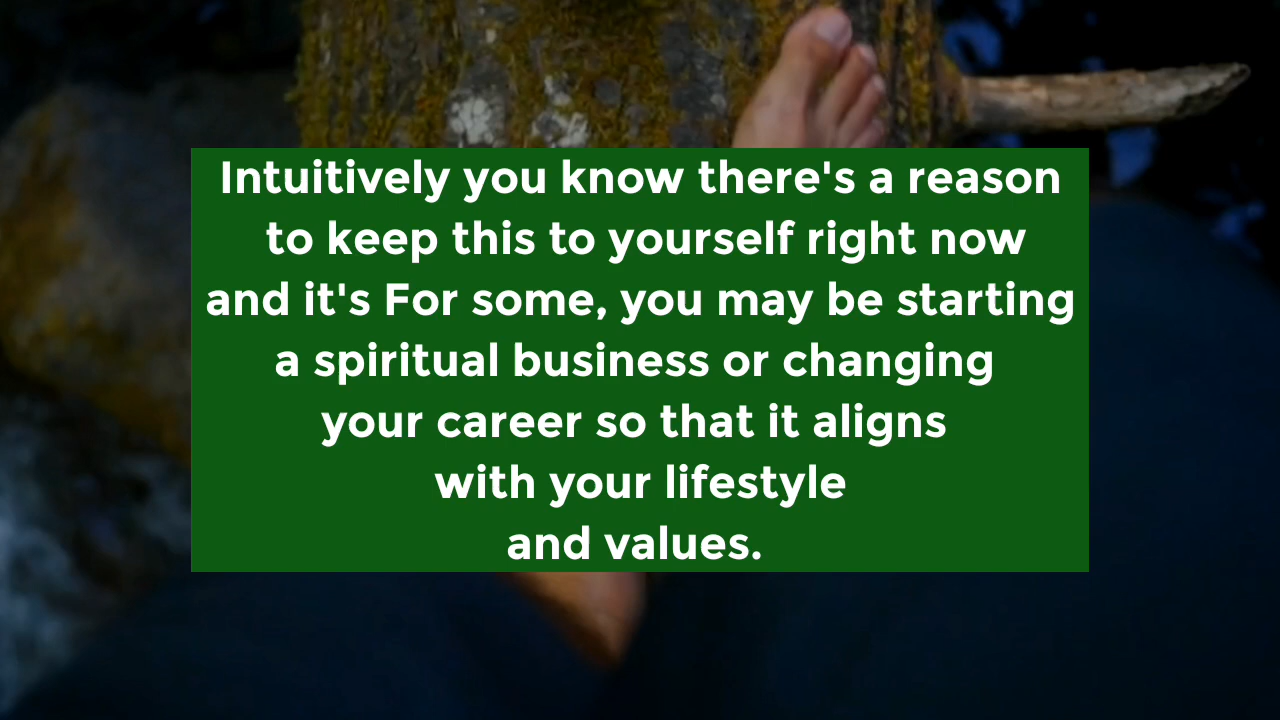 Intuitively you know there's a reason
to keep this to yourself right now
and it's For some, you may be starting
a spiritual business or changing
your career so that it aligns
with your lifestyle
and values.